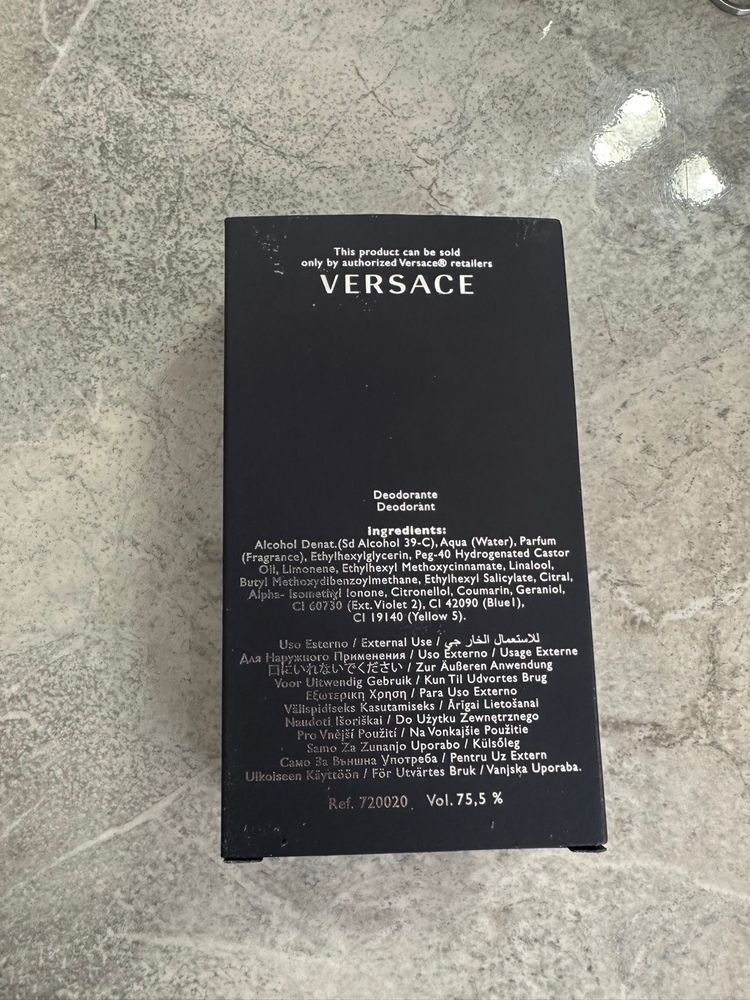 This product can be sold
only by authorized Versace® retailers
VERSACE
Deodorante
Deodorant
Ingredients:
Alcohol Denat.(Sd Alcohol 39-C), Aqua (Water), Parfum
(Fragrance), Ethylhexylglycerin, Peg-40 Hydrogenated Castor
Oil, Limonene, Ethylhexyl Methoxycinnamate, Linalool,
Butyl Methoxydibenzoylmethane, Ethylhexyl Salicylate, Citral,
Alpha- Isomethyl Ionone, Citronellol, Coumarin, Geraniol,
CI 60730 (Ext. Violet 2), CI 42090 (Blue1),
CI 19140 (Yellow 5).
Uso Esterno / External Use / للاستعمال الخارجي
Для Наружного Применения / Uso Externo / Usage Externe
口にいれないでください / Zur Äußeren Anwendung
Voor Uitwendig Gebruik / Kun Til Udvortes Brug
Εξωτερικη Χρηση / Para Uso Externo
Välispidiseks Kasutamiseks / Ārīgai Lietošanai
Naudoti Išoriškai / Do Użytku Zewnętrznego
Pro Vnější Použití / Na Vonkajšie Použitie
Samo Za Zunanjo Uporabo / Külsőleg
Само За Външна Употреба / Pentru Uz Extern
Ulkoiseen Käyttöön / För Utvärtes Bruk / Vanjska Uporaba.
Ref. 720020 Vol. 75,5 %